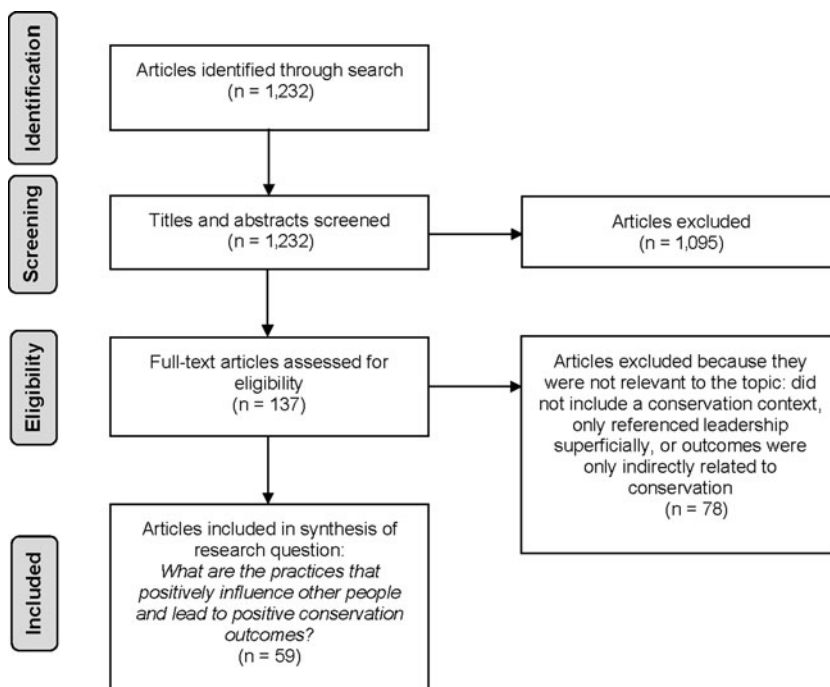 Identification
Articles identified through search
(n = 1,232)
Screening
Titles and abstracts screened
(n = 1,232)
Articles excluded
(n = 1,095)
Eligibility
Full-text articles assessed for
eligibility
(n = 137)
Articles excluded because they
were not relevant to the topic: did
not include a conservation context,
only referenced leadership
superficially, or outcomes were
only indirectly related to
conservation
(n = 78)
Included
Articles included in synthesis of
research question:
What are the practices that
positively influence other people
and lead to positive conservation
outcomes?
(n = 59)